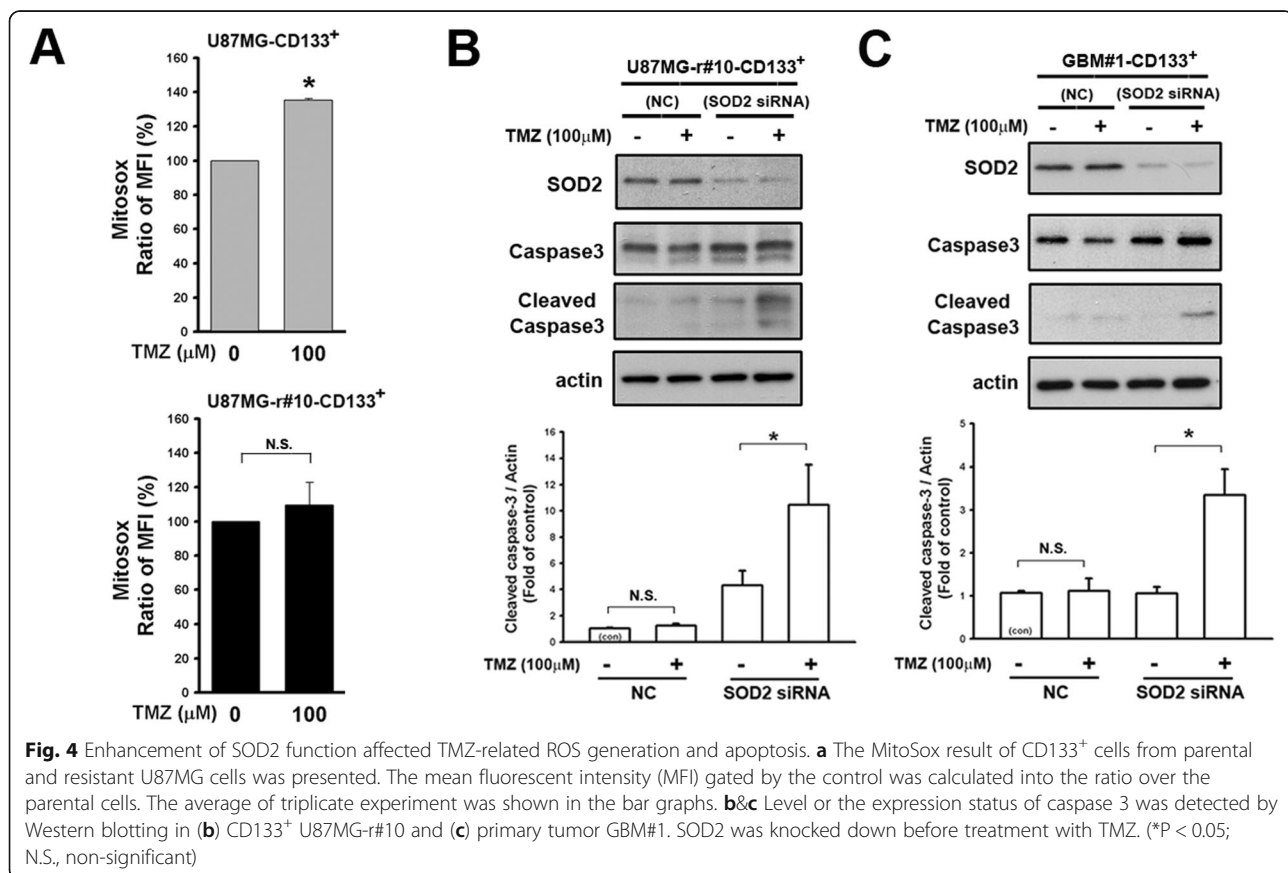 A
U87MG-CD133⁺
*
160
140
120
100
80
60
40
20
0
Mitosox
Ratio of MFI (%)
TMZ (μM) 0 100
U87MG-r#10-CD133⁺
N.S.
160
140
120
100
80
60
40
20
0
Mitosox
Ratio of MFI (%)
TMZ (μM) 0 100
B
U87MG-r#10-CD133⁺
(NC) (SOD2 siRNA)
TMZ (100μM) - + - +
SOD2
Caspase3
Cleaved
Caspase3
actin
16
14
12
10
8
6
4
2
0
Cleaved caspase-3 / Actin
(Fold of control)
N.S.
*
(con)
TMZ (100μM) - + - +
NC SOD2 siRNA
C
GBM#1-CD133⁺
(NC) (SOD2 siRNA)
TMZ (100μM) - + - +
SOD2
Caspase3
Cleaved
Caspase3
actin
5
4
3
2
1
0
Cleaved caspase-3 / Actin
(Fold of control)
N.S.
*
(con)
TMZ (100μM) - + - +
NC SOD2 siRNA
Fig. 4 Enhancement of SOD2 function affected TMZ-related ROS generation and apoptosis. a The MitoSox result of CD133⁺ cells from parental
and resistant U87MG cells was presented. The mean fluorescent intensity (MFI) gated by the control was calculated into the ratio over the
parental cells. The average of triplicate experiment was shown in the bar graphs. b&c Level or the expression status of caspase 3 was detected by
Western blotting in (b) CD133⁺ U87MG-r#10 and (c) primary tumor GBM#1. SOD2 was knocked down before treatment with TMZ. (*P < 0.05;
N.S., non-significant)